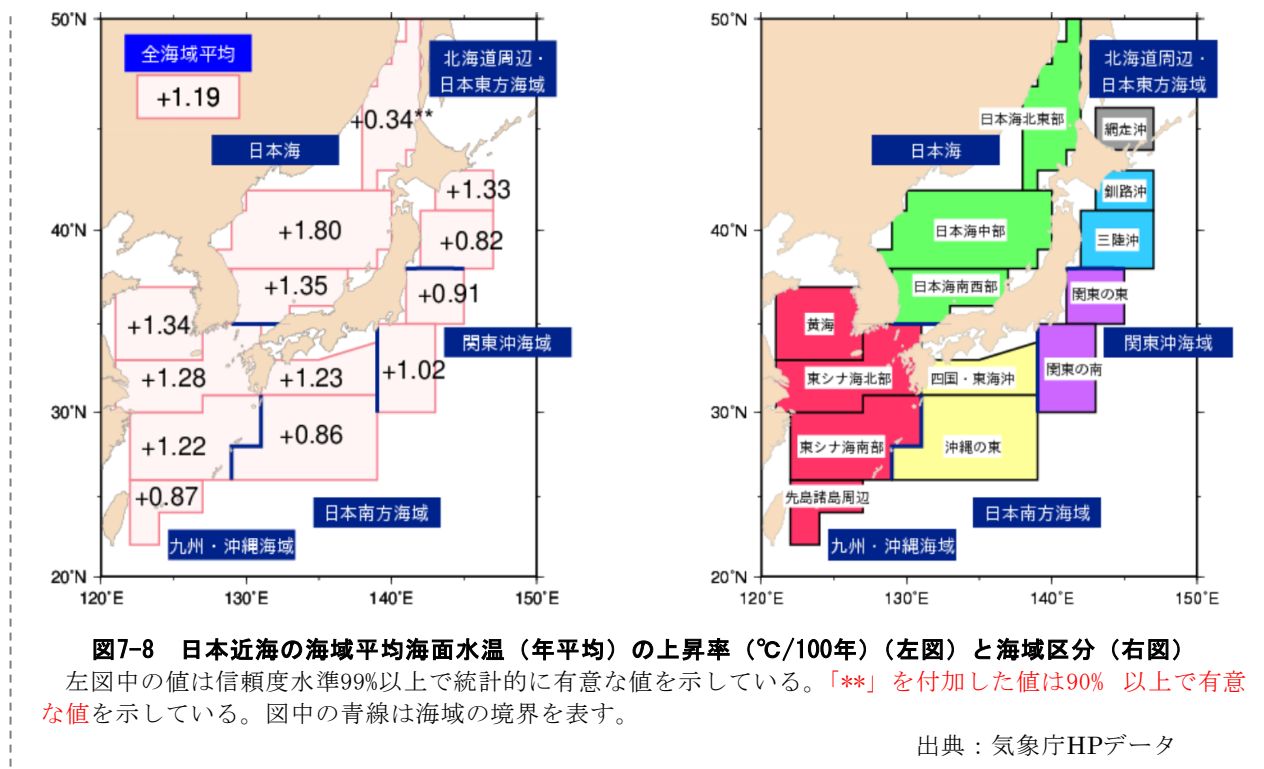 50°N
40°N
30°N
20°N
120°E
130°E
140°E
150°E
全海域平均
+1.19
北海道周辺・
日本東方海域
+0.34**
日本海
+1.33
+1.80
+0.82
+1.35
+0.91
+1.34
関東沖海域
+1.28
+1.23
+1.02
+1.22
+0.86
+0.87
日本南方海域
九州・沖縄海域
50°N
40°N
30°N
20°N
120°E
130°E
140°E
150°E
北海道周辺・
日本東方海域
日本海北東部
網走沖
日本海
釧路沖
日本海中部
三陸沖
日本海南西部
関東の東
黄海
関東沖海域
関東の南
東シナ海北部
四国・東海沖
東シナ海南部
沖縄の東
先島諸島周辺
日本南方海域
九州・沖縄海域
図7-8 日本近海の海域平均海面水温（年平均）の上昇率（℃/100年）（左図）と海域区分（右図）
左図中の値は信頼度水準99%以上で統計的に有意な値を示している。「**」を付加した値は90% 以上で有意
な値を示している。図中の青線は海域の境界を表す。
出典：気象庁HPデータ